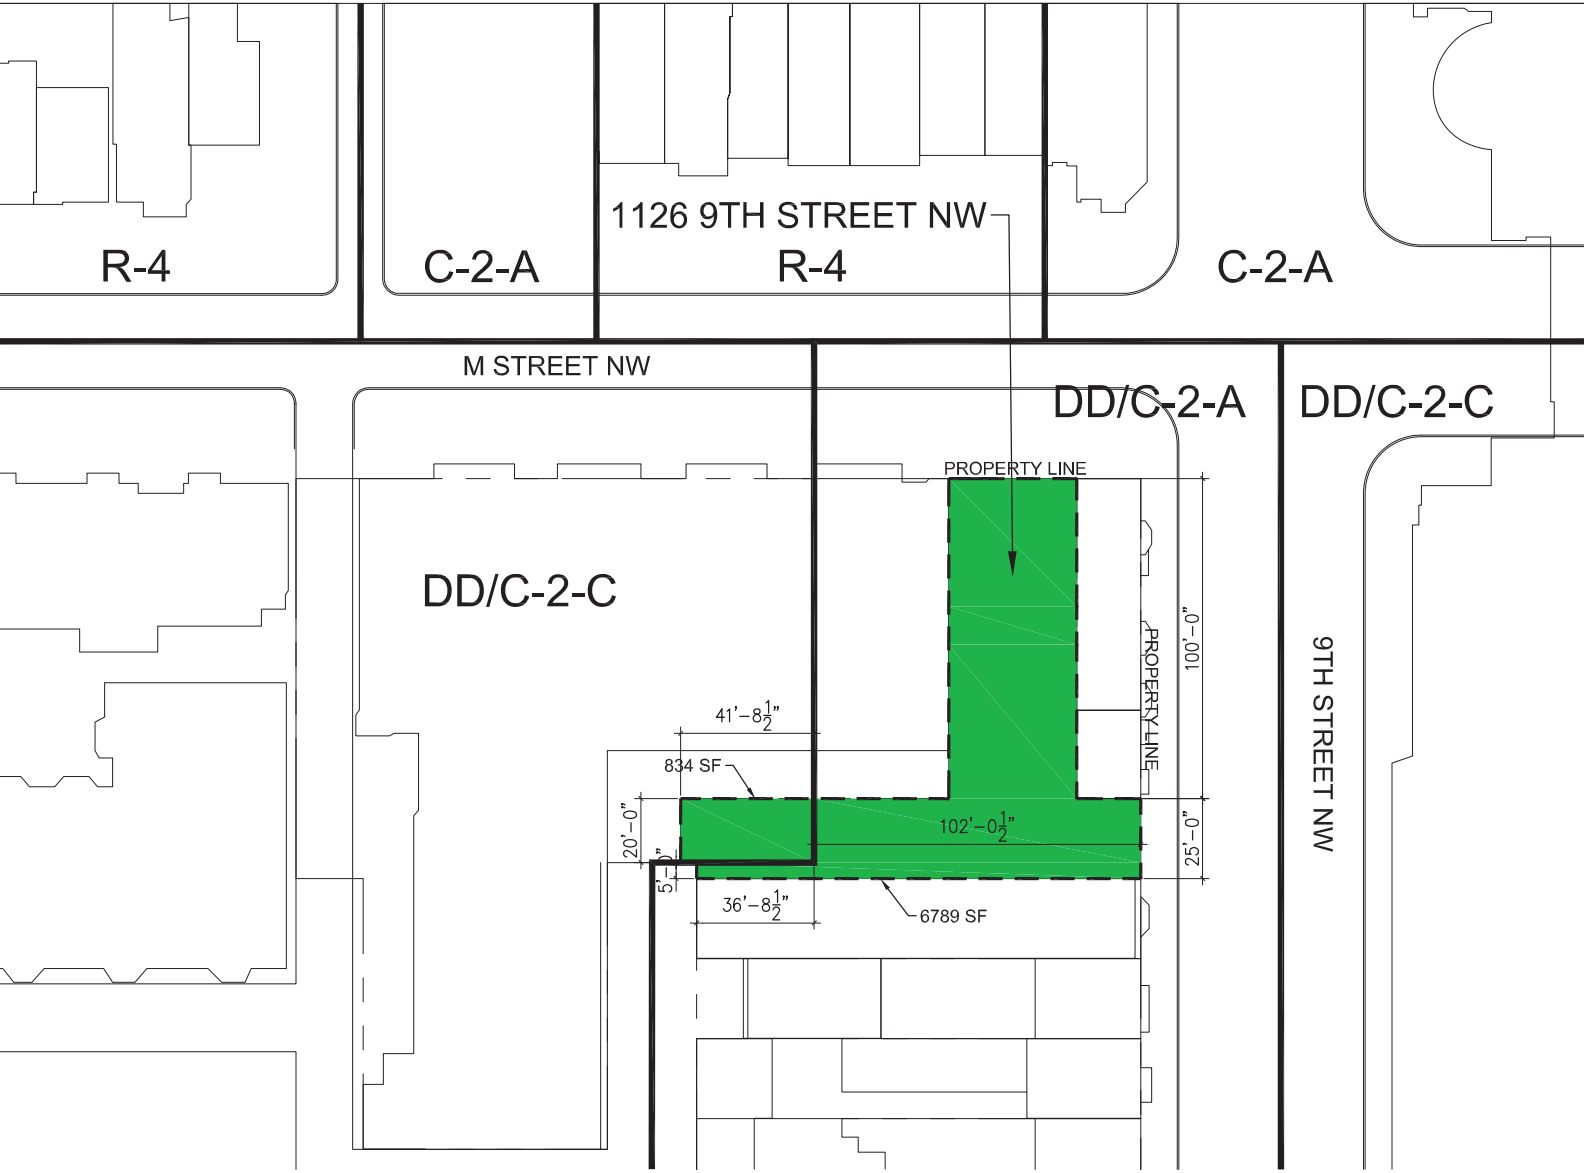 1126 9TH STREET NW
R-4
C-2-A
R-4
C-2-A
M STREET NW
DD/C-2-A
DD/C-2-C
PROPERTY LINE
DD/C-2-C
100'-0"
PROPERTY LINE
9TH STREET NW
41'-8½"
834 SF
20'-0"
102'-0½"
25'-0"
5'-0"
36'-8½"
6789 SF